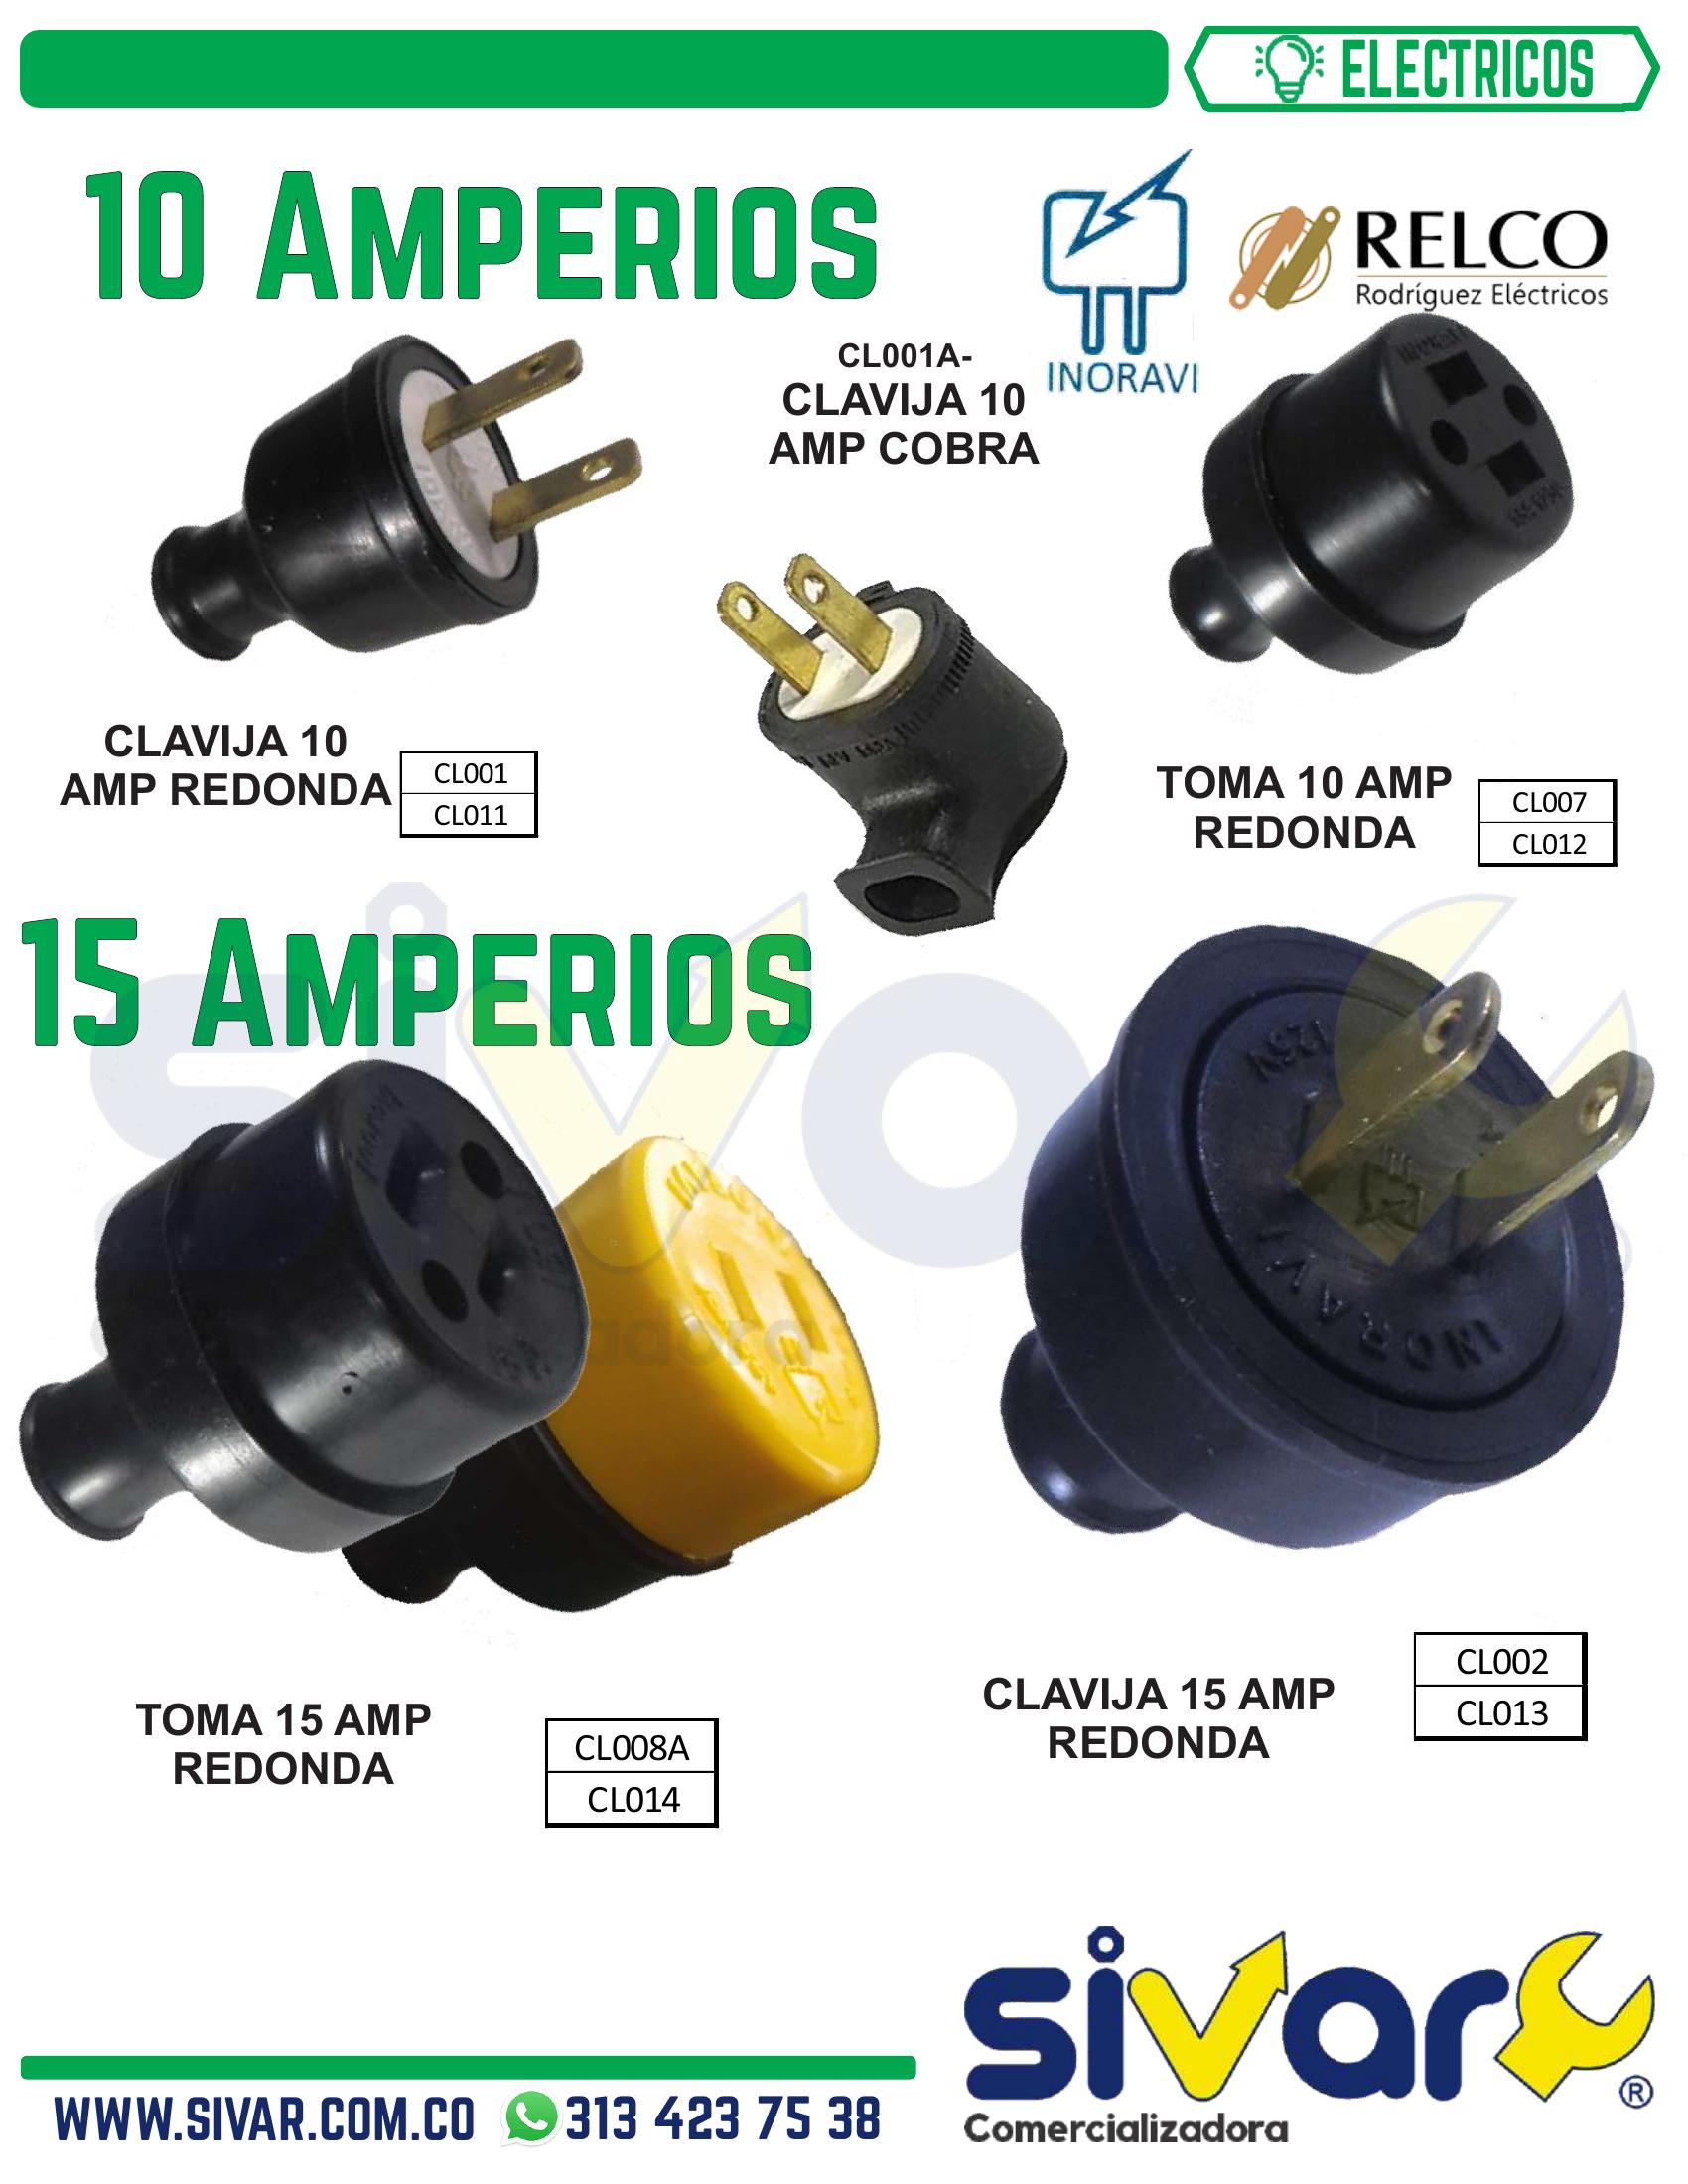 ELECTRICOS
10 AMPERIOS
INORAVI
RELCO
Rodríguez Eléctricos
CL001A-
CLAVIJA 10
AMP COBRA
CLAVIJA 10
AMP REDONDA
CL001
CL011
TOMA 10 AMP
REDONDA
CL007
CL012
15 AMPERIOS
125V
INORAVI
TOMA 15 AMP
REDONDA
CL008A
CL014
CLAVIJA 15 AMP
REDONDA
CL002
CL013
sivar
®
Comercializadora
WWW.SIVAR.COM.CO
313 423 75 38